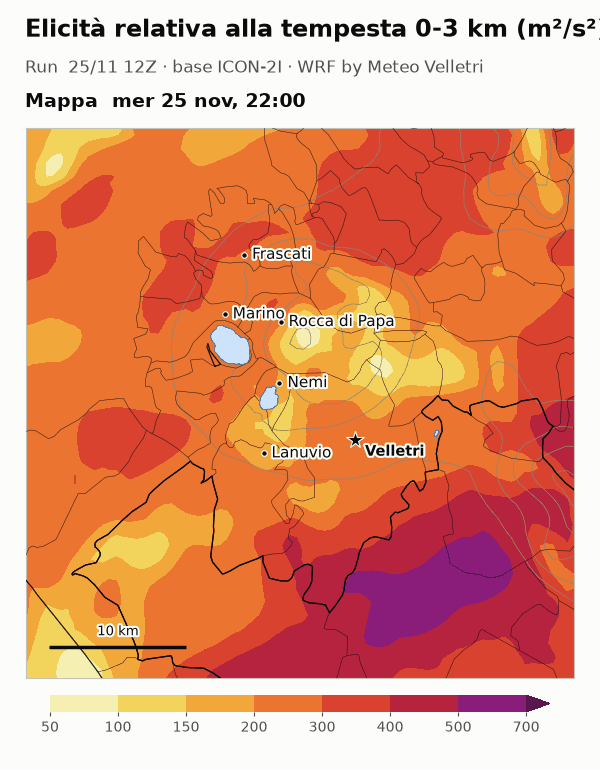 Elicità relativa alla tempesta 0-3 km (m²/s²)
Run 25/11 12Z · base ICON-2I · WRF by Meteo Velletri
Mappa mer 25 nov, 22:00
Frascati
Marino
Rocca di Papa
Nemi
Velletri
Lanuvio
10 km
50 100 150 200 300 400 500 700